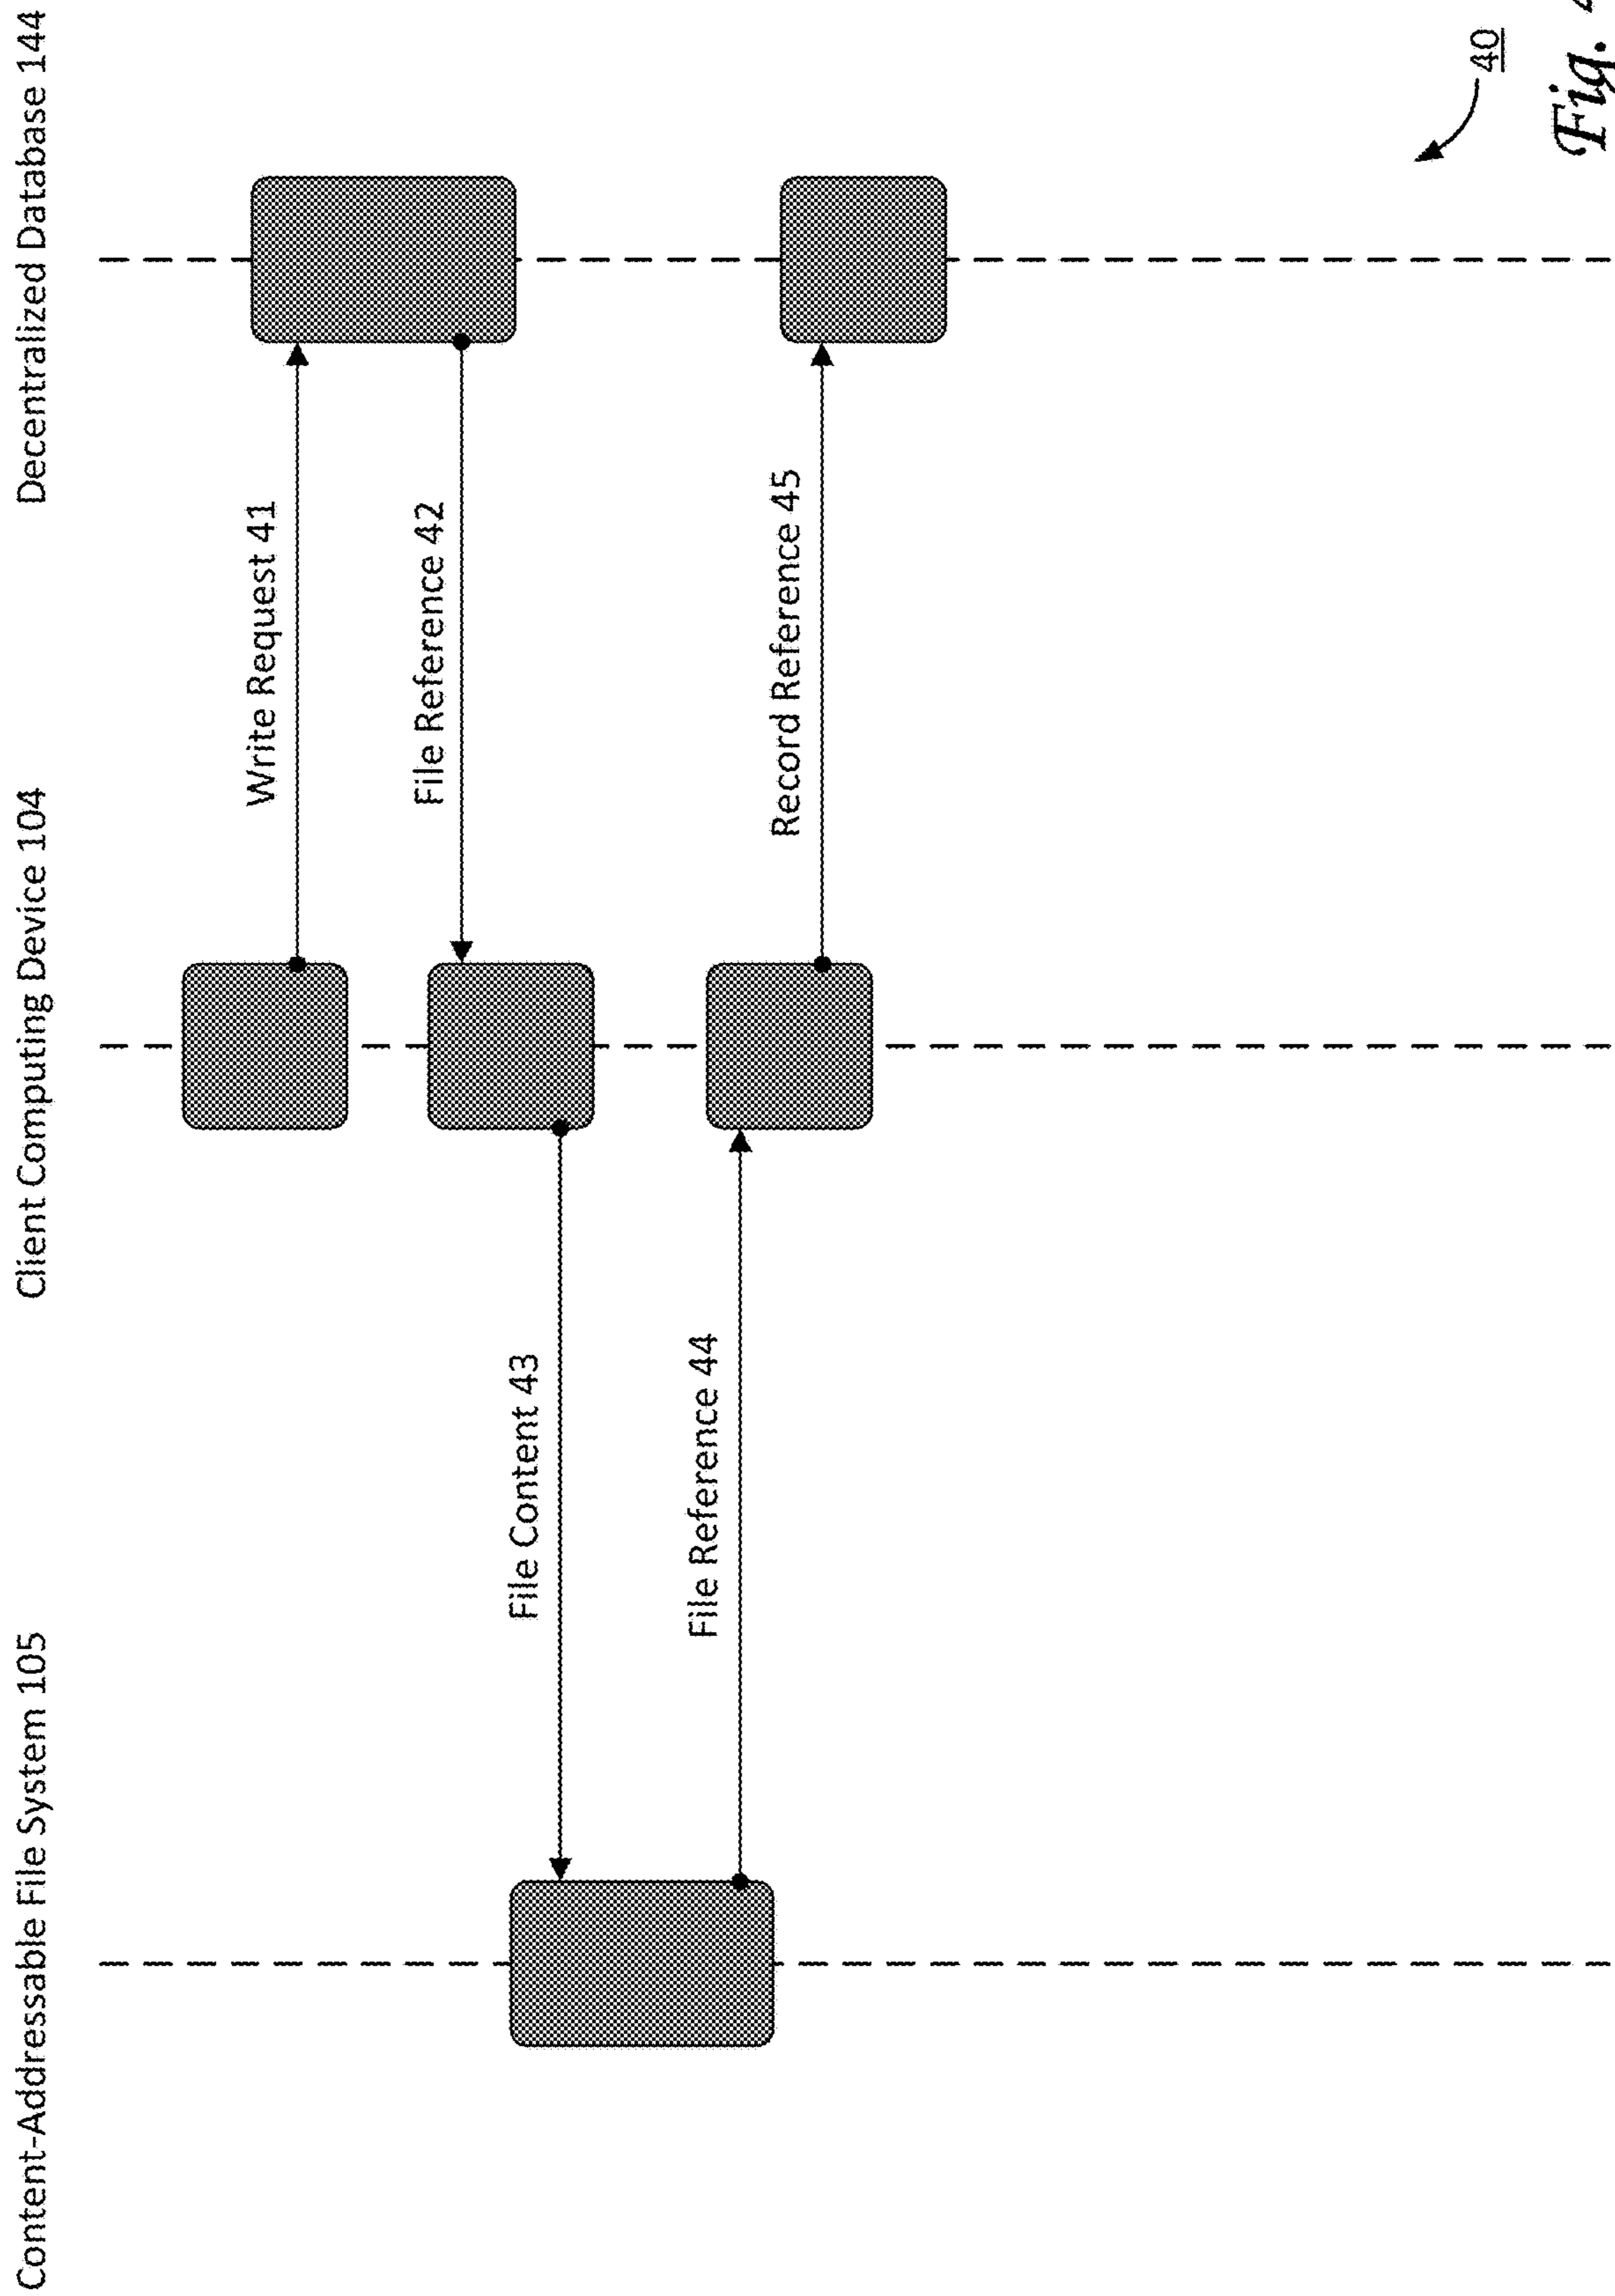 Content-Addressable File System 105
Client Computing Device 104
Decentralized Database 144
Write Request 41
File Reference 42
File Content 43
File Reference 44
Record Reference 45
40
Fig.